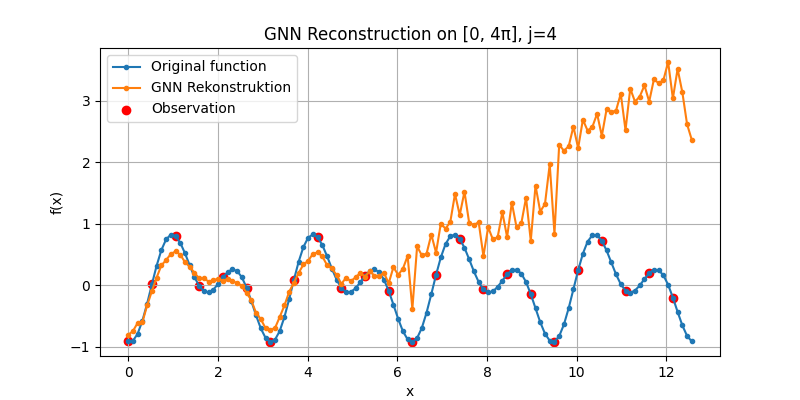 GNN Reconstruction on [0, 4π], j=4
Original function
GNN Rekonstruktion
Observation
f(x)
3
2
1
0
−1
0 2 4 6 8 10 12
x